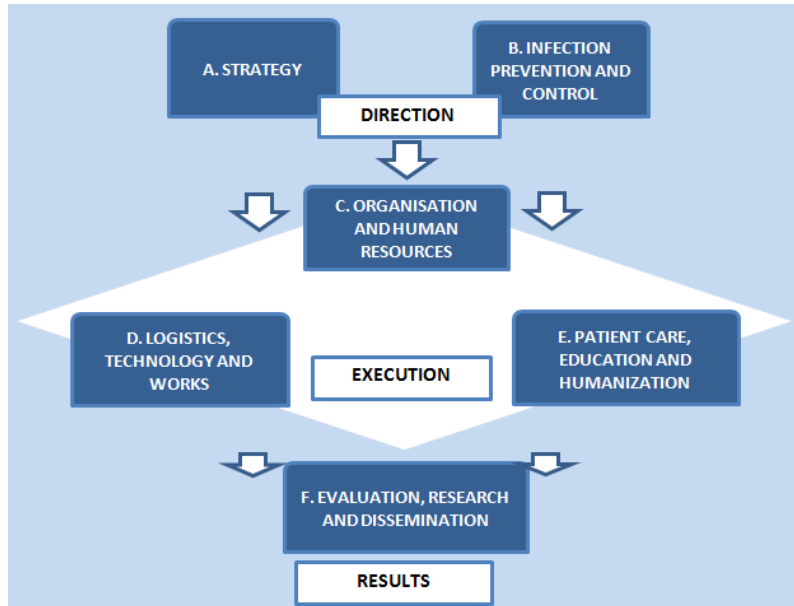 A. STRATEGY
B. INFECTION
PREVENTION AND
CONTROL
DIRECTION
C. ORGANISATION
AND HUMAN
RESOURCES
D. LOGISTICS,
TECHNOLOGY AND
WORKS
E. PATIENT CARE,
EDUCATION AND
HUMANIZATION
EXECUTION
F. EVALUATION, RESEARCH
AND DISSEMINATION
RESULTS